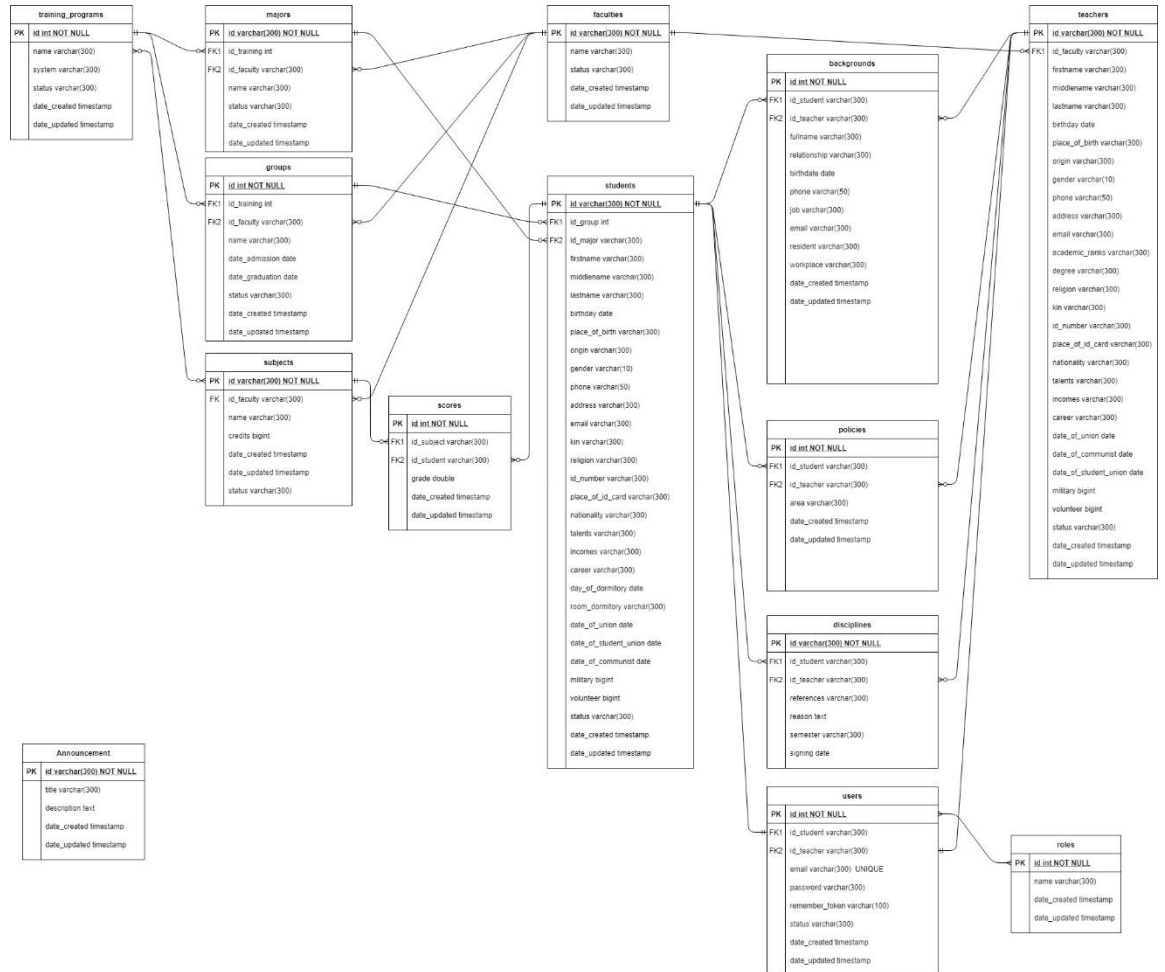 training_programs
PK id int NOT NULL
name varchar(300)
system varchar(300)
status varchar(300)
date_created timestamp
date_updated timestamp
majors
PK id varchar(300) NOT NULL
FK1 id_training int
FK2 id_faculty varchar(300)
name varchar(300)
status varchar(300)
date_created timestamp
date_updated timestamp
groups
PK id int NOT NULL
FK1 id_training int
FK2 id_faculty varchar(300)
name varchar(300)
date_admission date
date_graduation date
status varchar(300)
date_created timestamp
date_updated timestamp
subjects
PK id varchar(300) NOT NULL
FK id_faculty varchar(300)
name varchar(300)
credits bigint
date_created timestamp
date_updated timestamp
status varchar(300)
scores
PK id int NOT NULL
FK1 id_subject varchar(300)
FK2 id_student varchar(300)
grade double
date_created timestamp
date_updated timestamp
faculties
PK id varchar(300) NOT NULL
name varchar(300)
status varchar(300)
date_created timestamp
date_updated timestamp
students
PK id varchar(300) NOT NULL
FK1 id_group int
FK2 id_major varchar(300)
firstname varchar(300)
middlename varchar(300)
lastname varchar(300)
birthday date
place_of_birth varchar(300)
origin varchar(300)
gender varchar(10)
phone varchar(50)
address varchar(300)
email varchar(300)
kin varchar(300)
religion varchar(300)
id_number varchar(300)
place_of_id_card varchar(300)
nationality varchar(300)
talents varchar(300)
incomes varchar(300)
career varchar(300)
day_of_dormitory date
room_dormitory varchar(300)
date_of_union date
date_of_student_union date
date_of_communist date
military bigint
volunteer bigint
status varchar(300)
date_created timestamp
date_updated timestamp
backgrounds
PK id int NOT NULL
FK1 id_student varchar(300)
FK2 id_teacher varchar(300)
fullname varchar(300)
relationship varchar(300)
birthdate date
phone varchar(50)
job varchar(300)
email varchar(300)
resident varchar(300)
workplace varchar(300)
date_created timestamp
date_updated timestamp
policies
PK id int NOT NULL
FK1 id_student varchar(300)
FK2 id_teacher varchar(300)
area varchar(300)
date_created timestamp
date_updated timestamp
disciplines
PK id varchar(300) NOT NULL
FK1 id_student varchar(300)
FK2 id_teacher varchar(300)
references varchar(300)
reason text
semester varchar(300)
signing date
users
PK id int NOT NULL
FK1 id_student varchar(300)
FK2 id_teacher varchar(300)
email varchar(300) UNIQUE
password varchar(300)
remember_token varchar(100)
status varchar(300)
date_created timestamp
date_updated timestamp
teachers
PK id varchar(300) NOT NULL
FK1 id_faculty varchar(300)
firstname varchar(300)
middlename varchar(300)
lastname varchar(300)
birthday date
place_of_birth varchar(300)
origin varchar(300)
gender varchar(10)
phone varchar(50)
address varchar(300)
email varchar(300)
academic_ranks varchar(300)
degree varchar(300)
religion varchar(300)
kin varchar(300)
id_number varchar(300)
place_of_id_card varchar(300)
nationality varchar(300)
talents varchar(300)
incomes varchar(300)
career varchar(300)
date_of_union date
date_of_communist date
date_of_student_union date
military bigint
volunteer bigint
status varchar(300)
date_created timestamp
date_updated timestamp
roles
PK id int NOT NULL
name varchar(300)
date_created timestamp
date_updated timestamp
Announcement
PK id varchar(300) NOT NULL
title varchar(300)
description text
date_created timestamp
date_updated timestamp